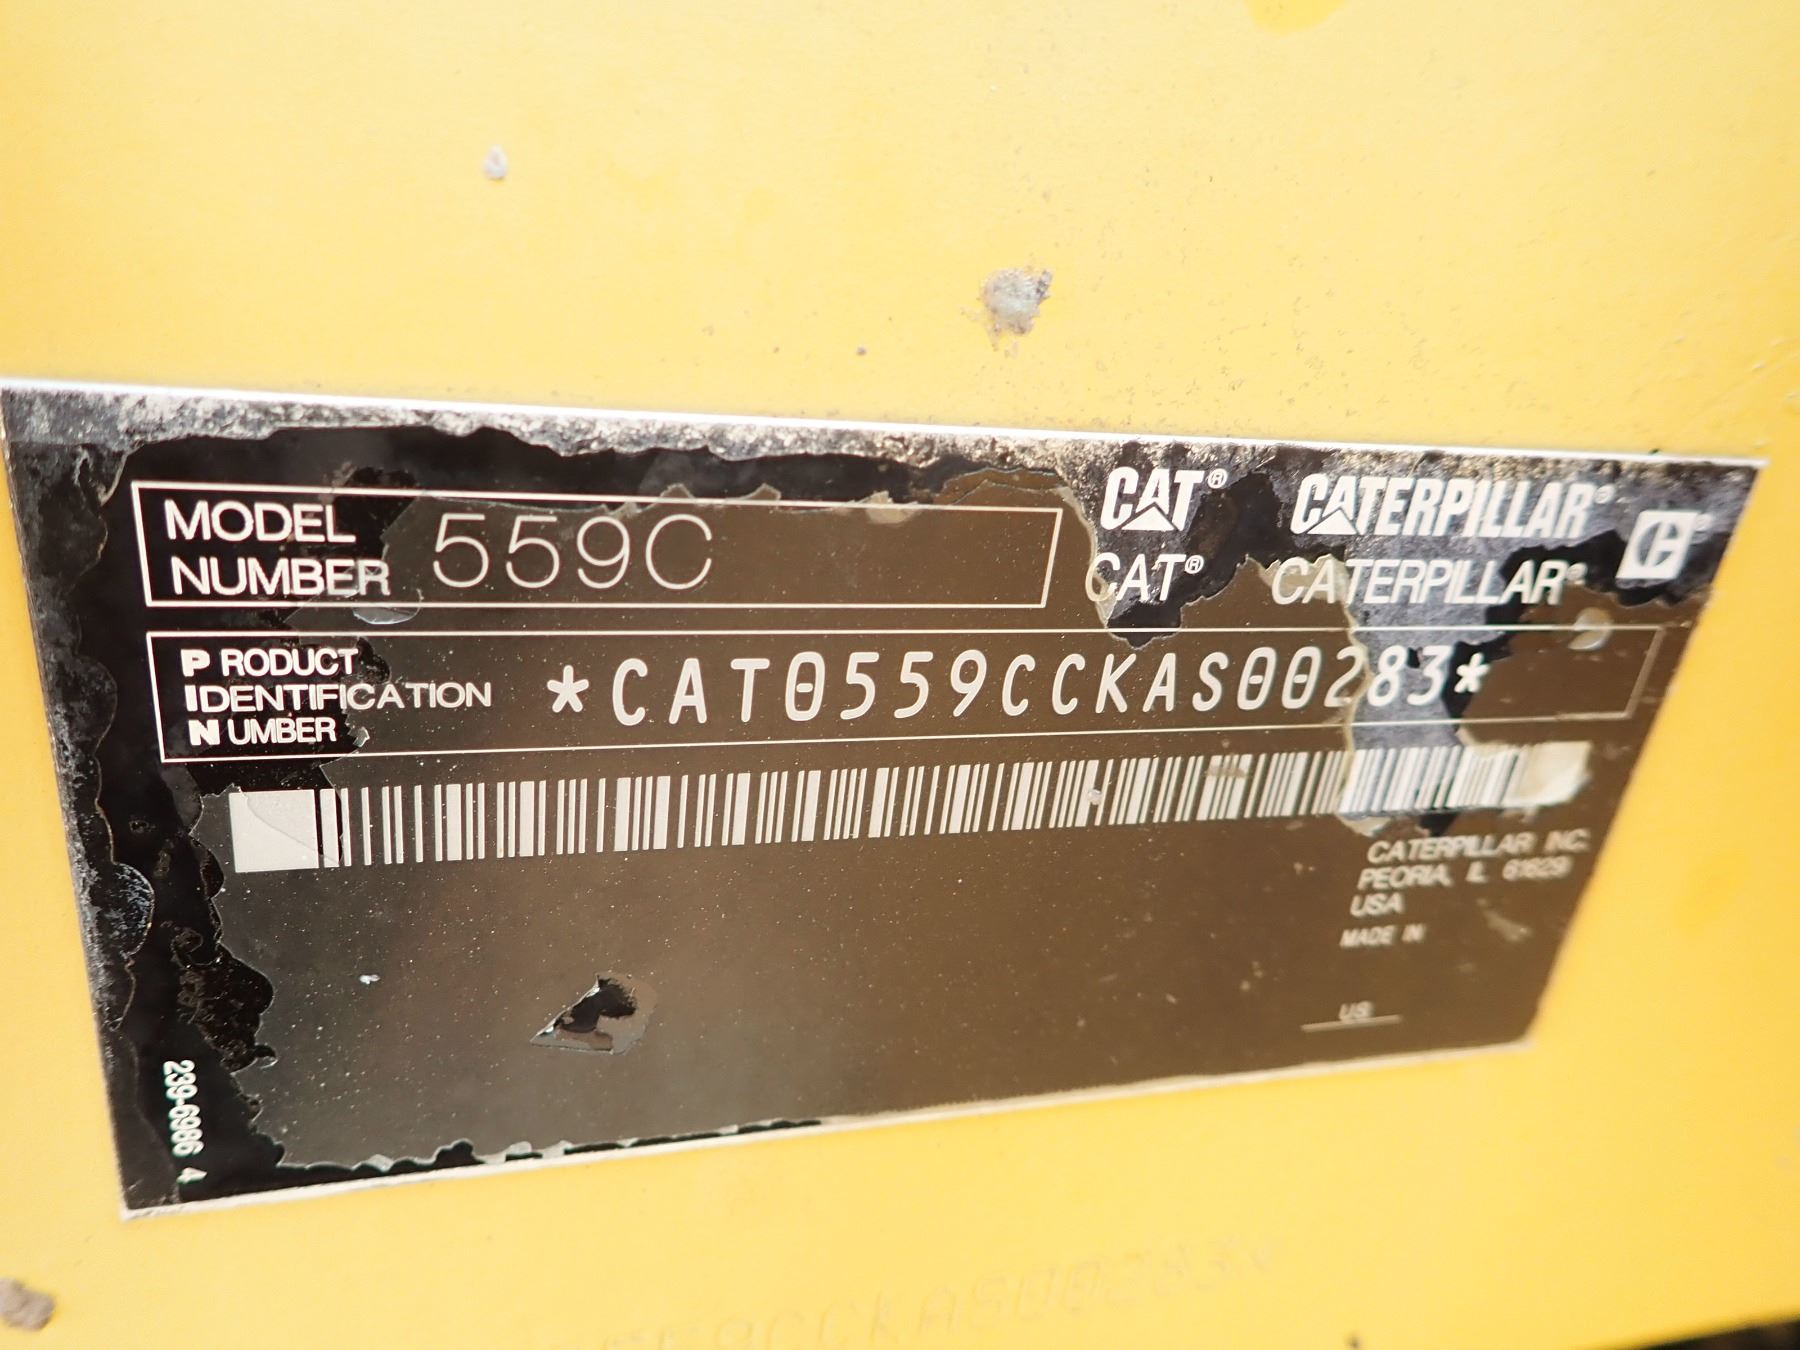 MODEL NUMBER 559C
CAT® CATERPILLAR®
CAT® CATERPILLAR®
PRODUCT
IDENTIFICATION
NUMBER
*CAT0559CCKAS00283*
CATERPILLAR INC.
PEORIA, IL 61629
USA
MADE IN
US
239-6986 4
559CCKAS00283